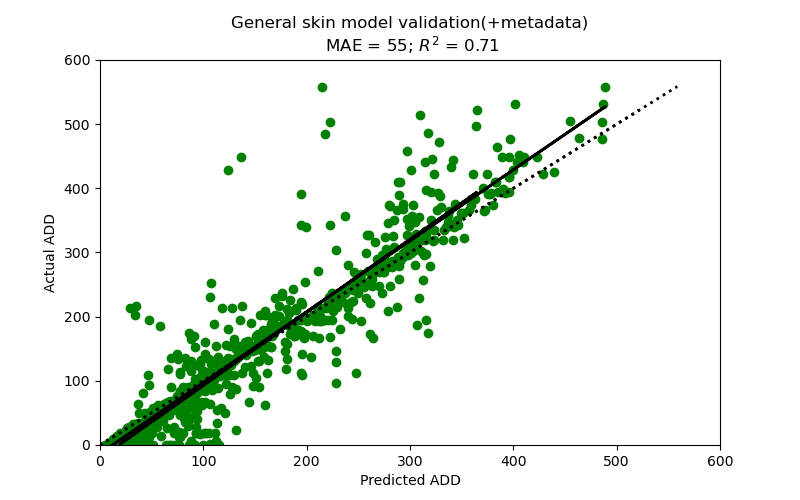 General skin model validation(+metadata)
MAE = 55; R² = 0.71
600
500
400
300
200
100
0
Actual ADD
0 100 200 300 400 500 600
Predicted ADD